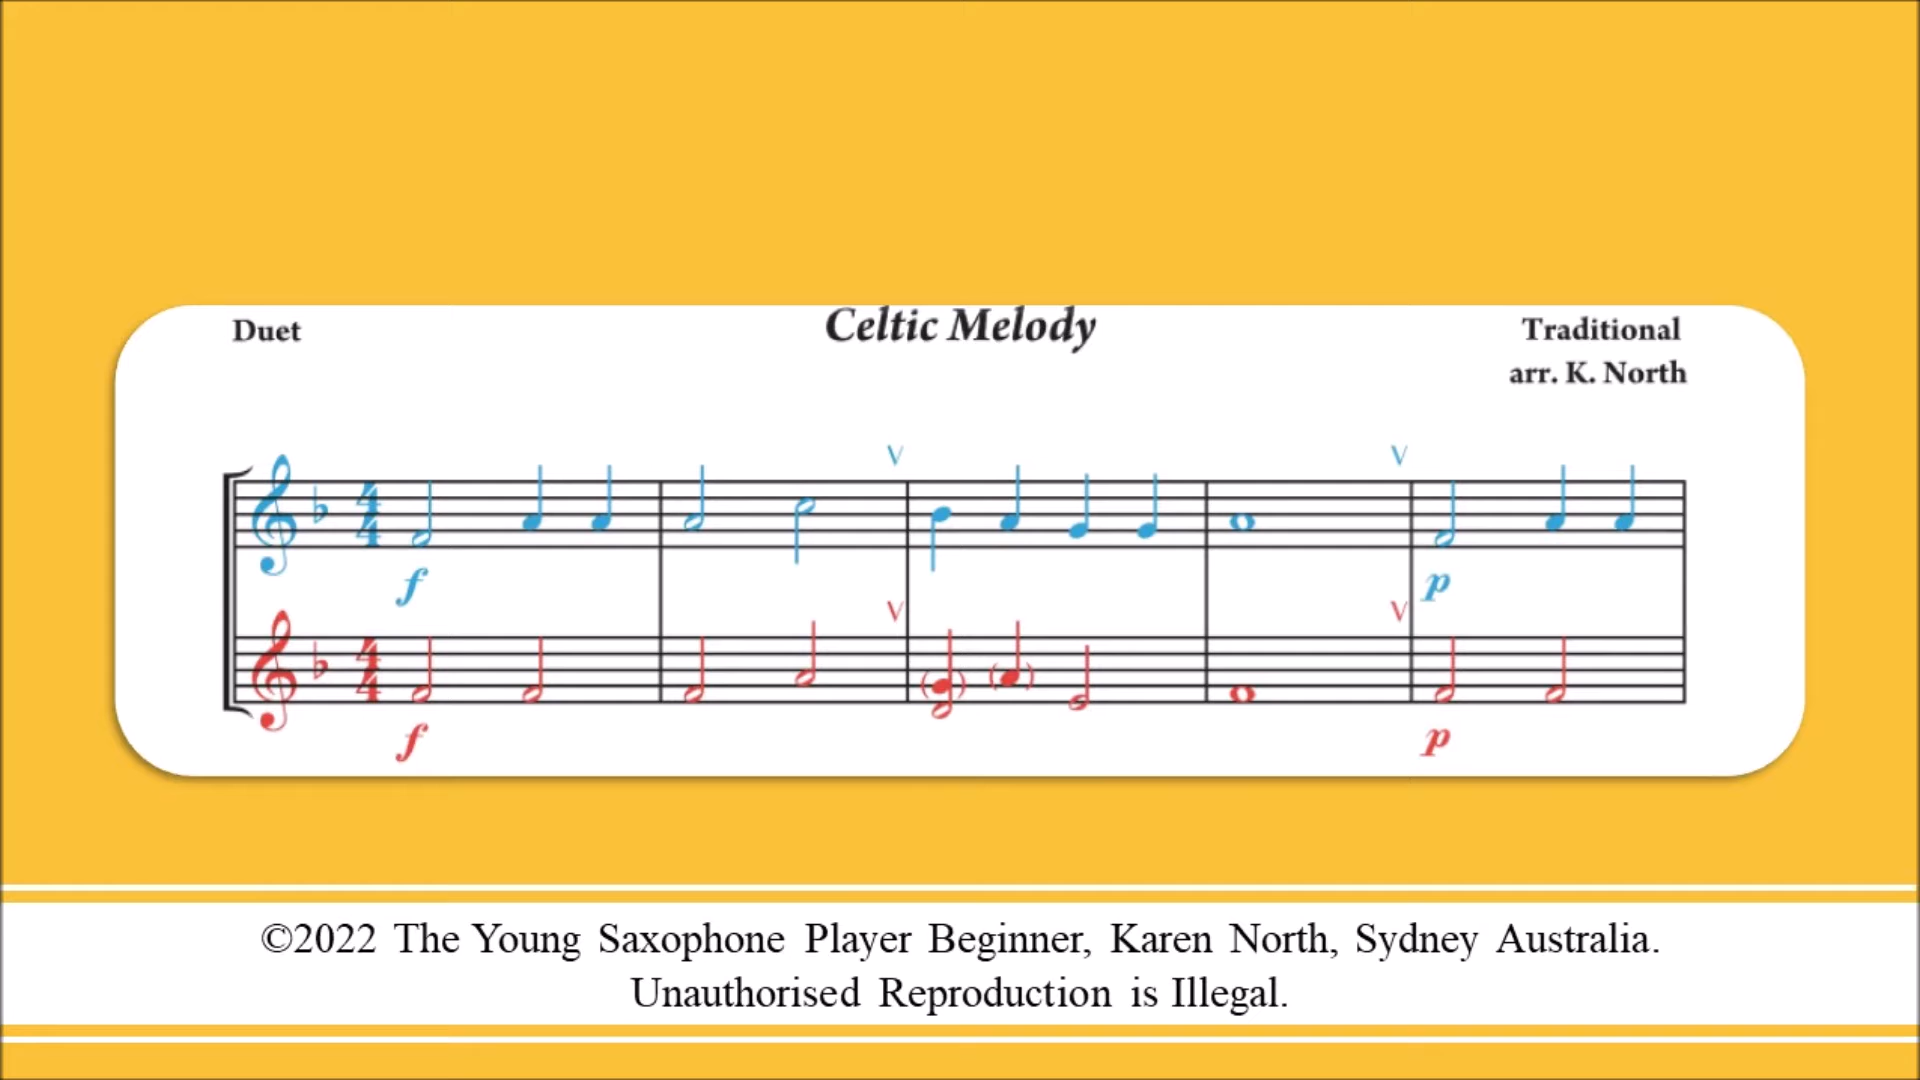 Duet
Celtic Melody
Traditional
arr. K. North
V
V
f
p
V
V
f
p
©2022 The Young Saxophone Player Beginner, Karen North, Sydney Australia.
Unauthorised Reproduction is Illegal.